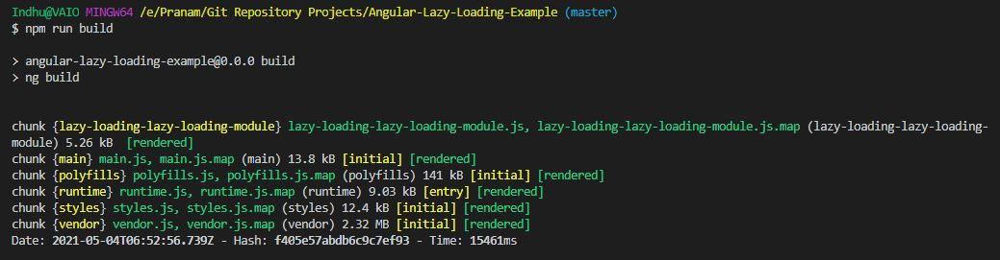 Indhu@VAIO MINGW64 /e/Pranam/Git Repository Projects/Angular-Lazy-Loading-Example (master)
$ npm run build
> angular-lazy-loading-example@0.0.0 build
> ng build
chunk {lazy-loading-lazy-loading-module} lazy-loading-lazy-loading-module.js, lazy-loading-lazy-loading-module.js.map (lazy-loading-lazy-loading-
module) 5.26 kB  [rendered]
chunk {main} main.js, main.js.map (main) 13.8 kB [initial] [rendered]
chunk {polyfills} polyfills.js, polyfills.js.map (polyfills) 141 kB [initial] [rendered]
chunk {runtime} runtime.js, runtime.js.map (runtime) 9.03 kB [entry] [rendered]
chunk {styles} styles.js, styles.js.map (styles) 12.4 kB [initial] [rendered]
chunk {vendor} vendor.js, vendor.js.map (vendor) 2.32 MB [initial] [rendered]
Date: 2021-05-04T06:52:56.739Z - Hash: f405e57abdb6c9c7ef93 - Time: 15461ms